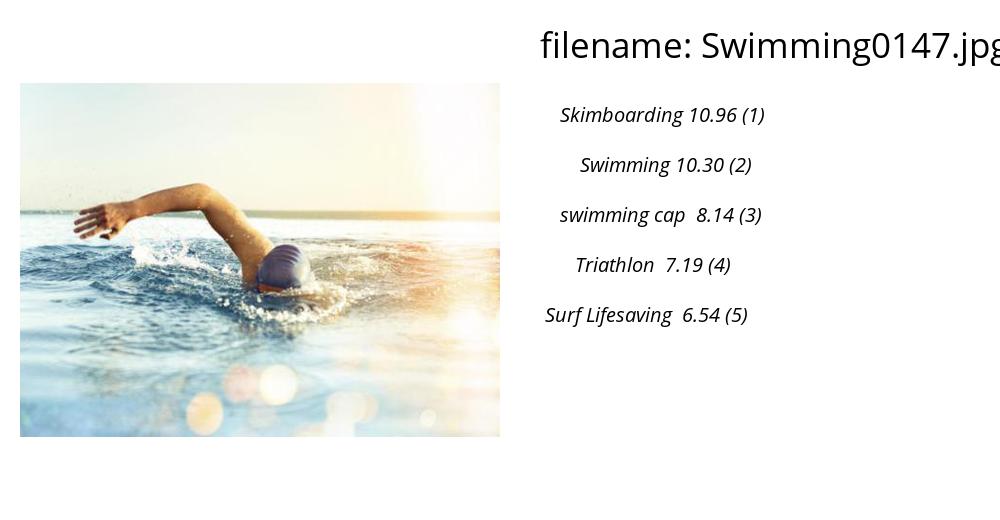 filename: Swimming0147.jpg
Skimboarding 10.96 (1)
Swimming 10.30 (2)
swimming cap 8.14 (3)
Triathlon 7.19 (4)
Surf Lifesaving 6.54 (5)